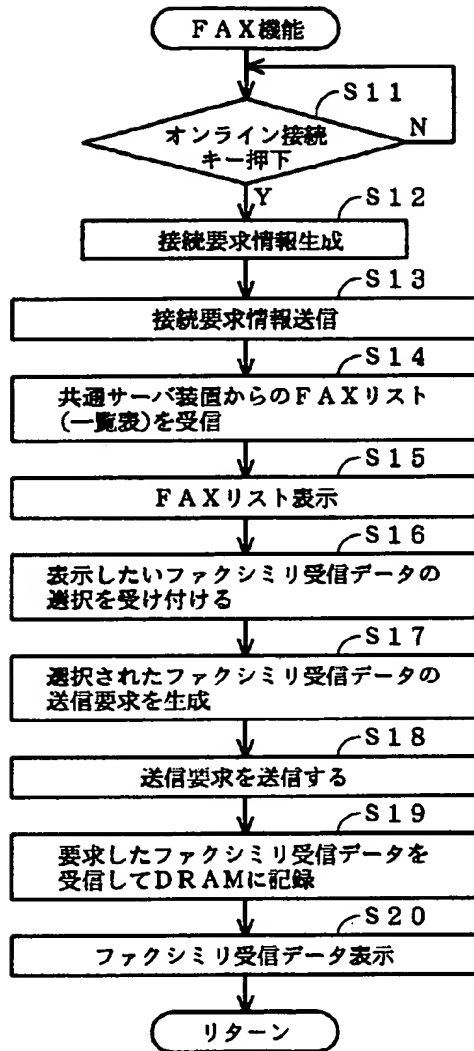 ＦＡＸ機能
Ｓ１１
オンライン接続
キー押下
N
Y
Ｓ１２
接続要求情報生成
Ｓ１３
接続要求情報送信
Ｓ１４
共通サーバ装置からのＦＡＸリスト
(一覧表)を受信
Ｓ１５
ＦＡＸリスト表示
Ｓ１６
表示したいファクシミリ受信データの
選択を受け付ける
Ｓ１７
選択されたファクシミリ受信データの
送信要求を生成
Ｓ１８
送信要求を送信する
Ｓ１９
要求したファクシミリ受信データを
受信してＤＲＡＭに記録
Ｓ２０
ファクシミリ受信データ表示
リターン